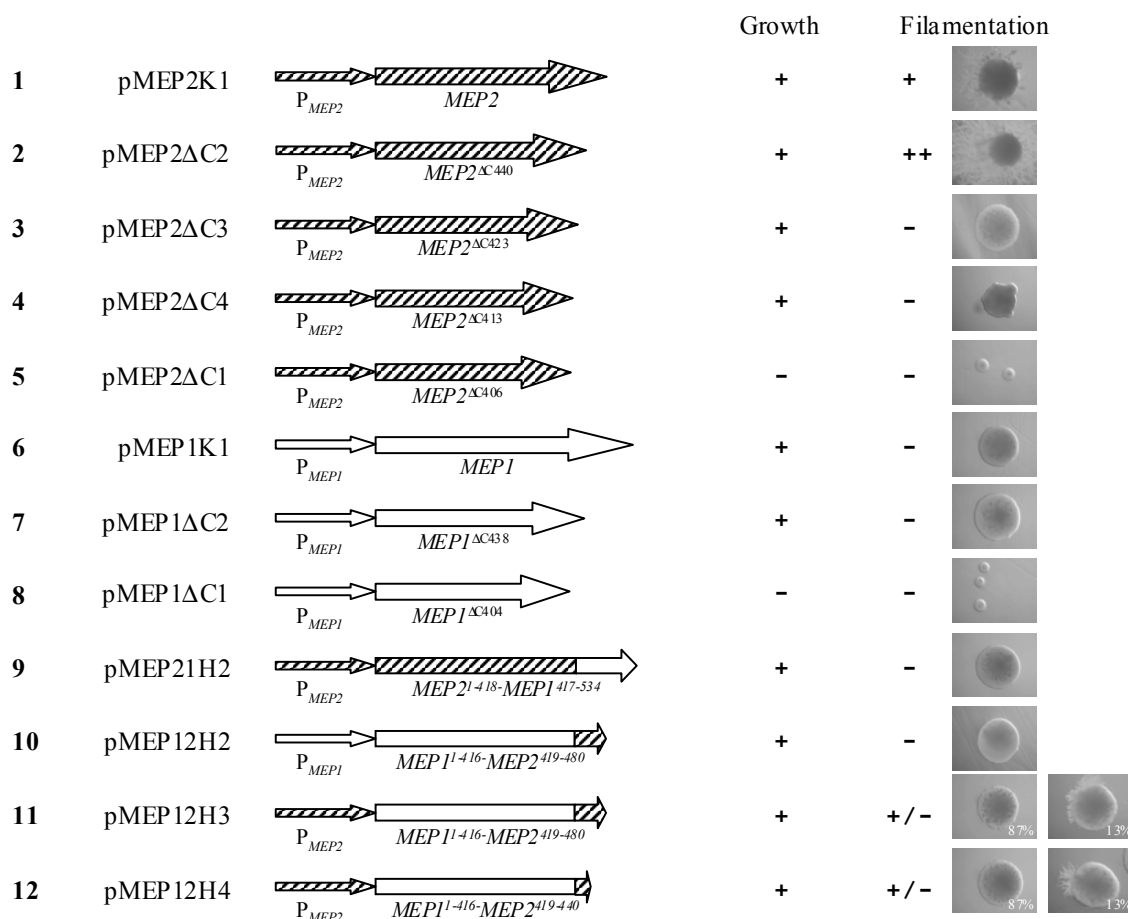 Growth Filamentation
1 pMEP2K1 P_MEP2 MEP2 + +
2 pMEP2ΔC2 P_MEP2 MEP2^ΔC440 + ++
3 pMEP2ΔC3 P_MEP2 MEP2^ΔC423 + -
4 pMEP2ΔC4 P_MEP2 MEP2^ΔC413 + -
5 pMEP2ΔC1 P_MEP2 MEP2^ΔC406 - -
6 pMEP1K1 P_MEP1 MEP1 + -
7 pMEP1ΔC2 P_MEP1 MEP1^ΔC438 + -
8 pMEP1ΔC1 P_MEP1 MEP1^ΔC404 - -
9 pMEP21H2 P_MEP2 MEP2^1-418-MEP1^417-534 + -
10 pMEP12H2 P_MEP1 MEP1^1-416-MEP2^419-480 + -
11 pMEP12H3 P_MEP2 MEP1^1-416-MEP2^419-480 + +/- 87% 13%
12 pMEP12H4 P_MEP2 MEP1^1-416-MEP2^419-440 + +/- 87% 13%